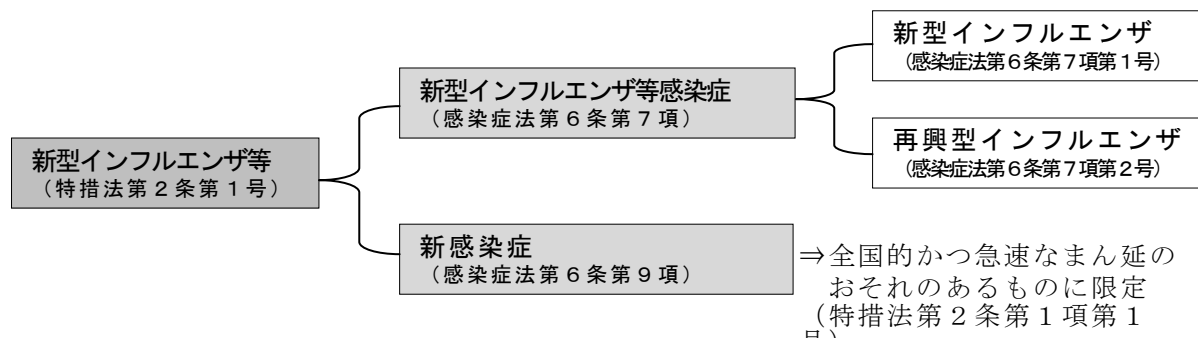 新型インフルエンザ
(感染症法第6条第7項第1号)
新型インフルエンザ等感染症
(感染症法第6条第7項)
再興型インフルエンザ
(感染症法第6条第7項第2号)
新型インフルエンザ等
(特措法第2条第1号)
新感染症
(感染症法第6条第9項)
⇒全国的かつ急速なまん延の
おそれのあるものに限定
(特措法第2条第1項第1